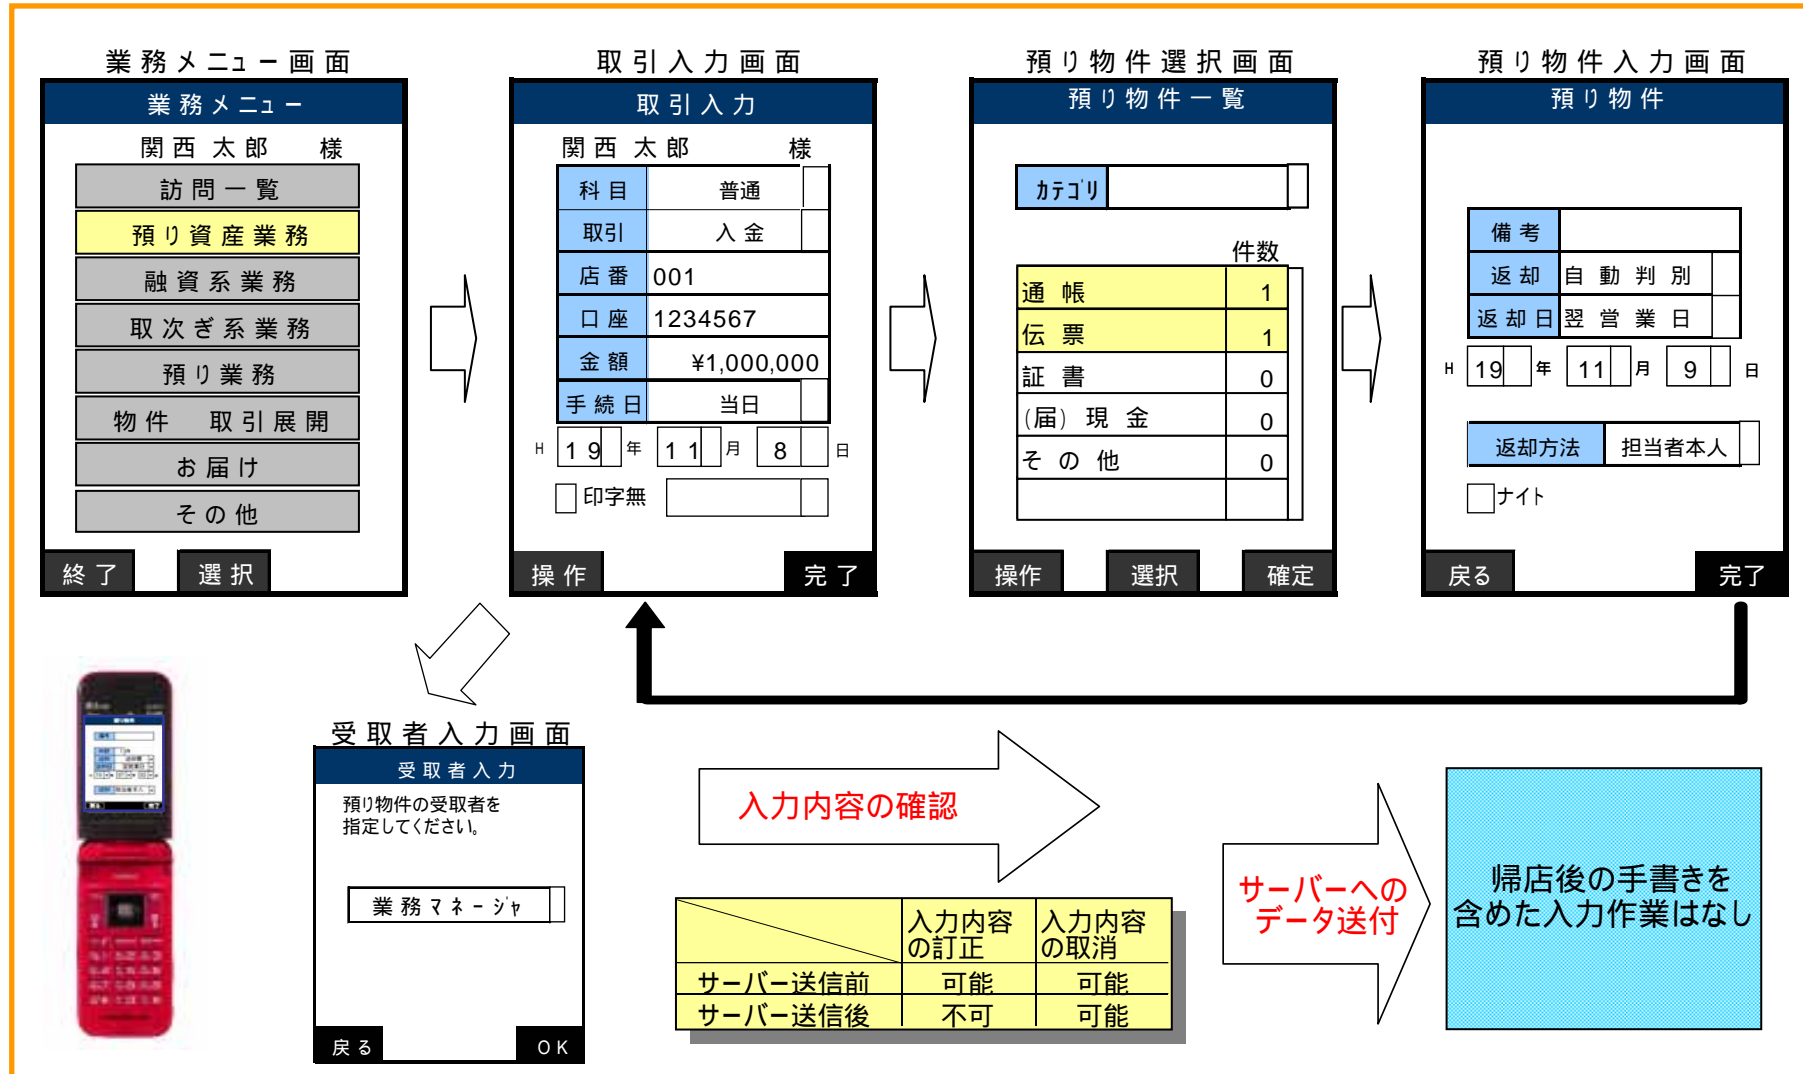 業務メニュー画面
業務メニュー
関西太郎 様
訪問一覧
預り資産業務
融資系業務
取次ぎ系業務
預り業務
物件 取引展開
お届け
その他
終了 選択
取引入力画面
取引入力
関西太郎 様
科目 普通
取引 入金
店番 001
口座 1234567
金額 ¥1,000,000
手続日 当日
H 19 年 11 月 8 日
印字無
操作 完了
預り物件選択画面
預り物件一覧
カテゴリ
件数
通帳 1
伝票 1
証書 0
(届)現金 0
その他 0
操作 選択 確定
預り物件入力画面
預り物件
備考
返却 自動判別
返却日 翌営業日
H 19 年 11 月 9 日
返却方法 担当者本人
ナイト
戻る 完了
受取者入力画面
受取者入力
預り物件の受取者を
指定してください。
業務マネージャ
戻る OK
入力内容の確認
入力内容の訂正 入力内容の取消
サーバー送信前 可能 可能
サーバー送信後 不可 可能
サーバーへの
データ送付
帰店後の手書きを
含めた入力作業はなし